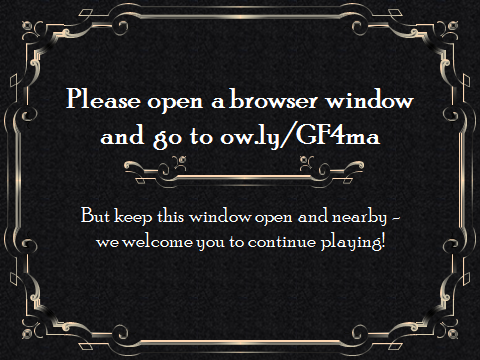 Please open a browser window
and go to ow.ly/GF4ma
But keep this window open and nearby –
we welcome you to continue playing!